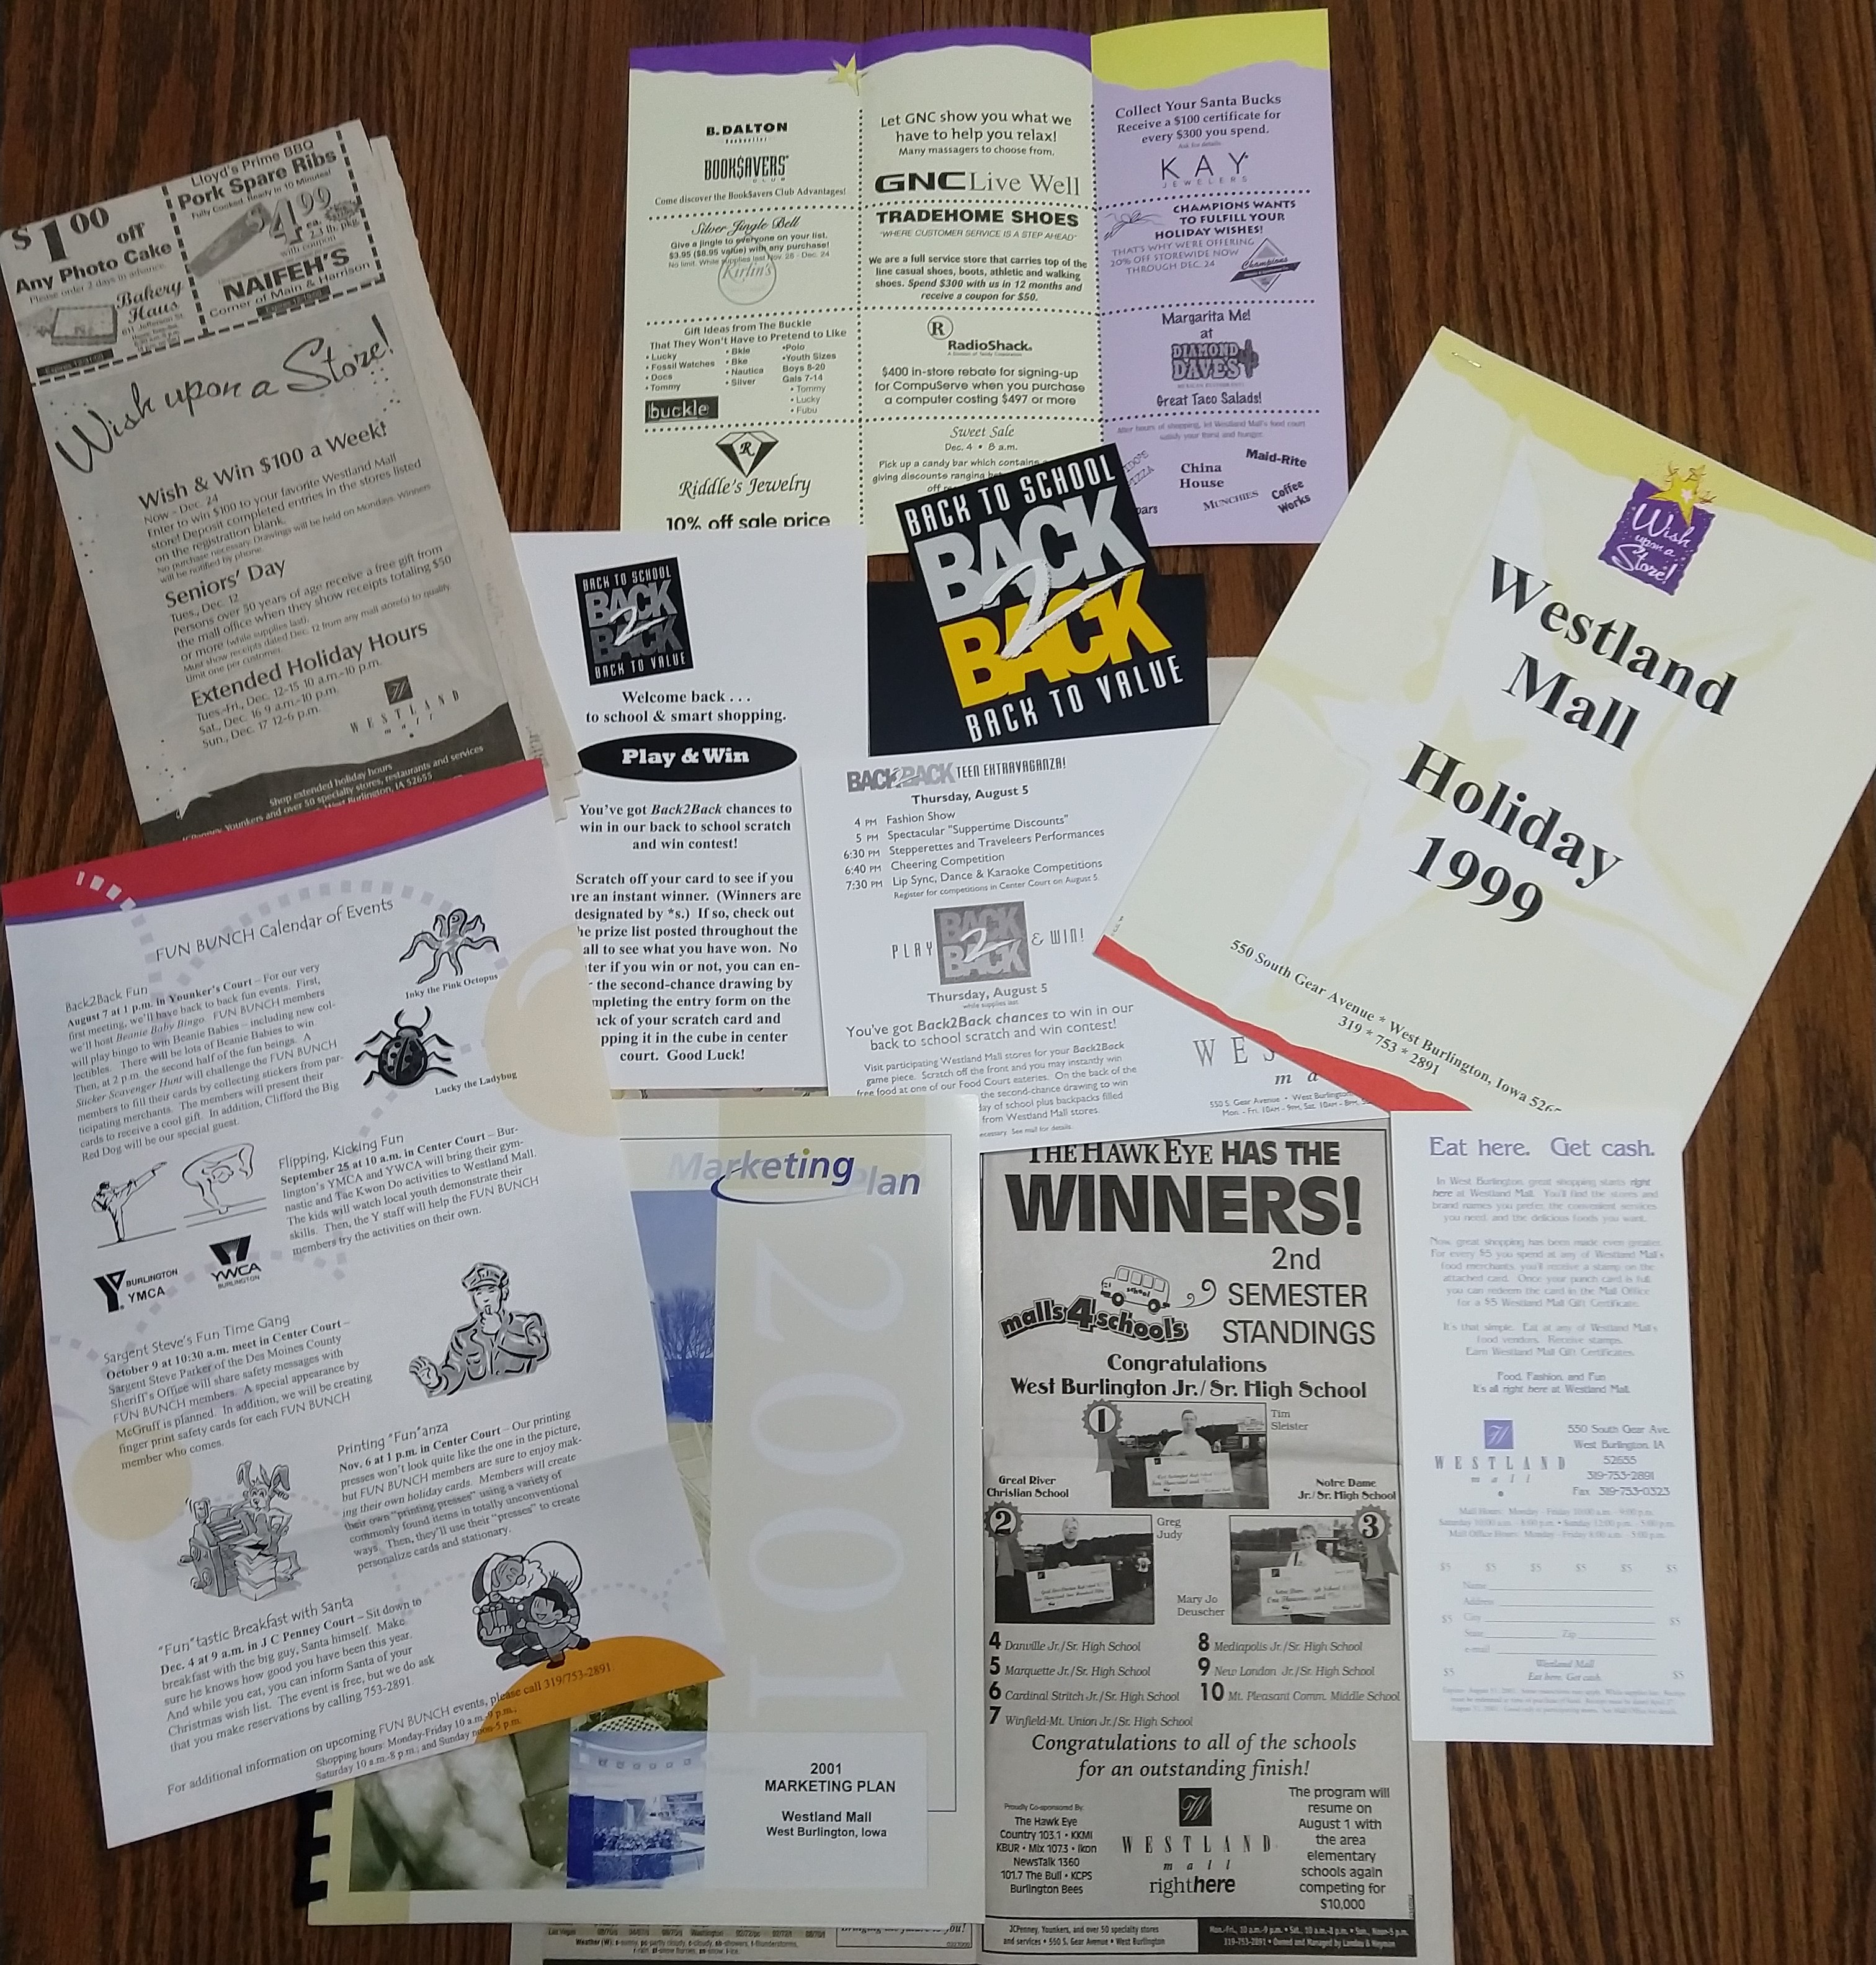 $1.00 off
Any Photo Cake
Please order 2 days in advance.
Bakery
Haus
611 Jefferson St.
Lloyd's Prime BBQ
Pork Spare Ribs
Fully Cooked, Ready In 10 Minutes!
$4.99 ea.
2.3 lb. pkg.
with coupon
NAIFEH'S
Corner of Main & Harrison
Wish upon a Store!
Wish & Win $100 a Week!
Now - Dec. 24
Enter to win $100 to your favorite Westland Mall
store! Deposit completed entries in the stores listed
on the registration blank.
No purchase necessary. Drawings will be held on Mondays. Winners
will be notified by phone.
Seniors' Day
Tues., Dec. 12
Persons over 50 years of age receive a free gift from
the mall office when they show receipts totaling $50
or more (while supplies last).
Must show receipts dated Dec. 12 from any mall store(s) to qualify.
Limit one per customer.
Extended Holiday Hours
Tues.-Fri., Dec. 12-15 10 a.m.-10 p.m.
Sat., Dec. 16 9 a.m.-10 p.m.
Sun., Dec. 17 12-6 p.m.
WESTLAND
mall
Shop extended holiday hours
and over 50 specialty stores, restaurants and services
JCPenney, Younkers and over 50 specialty stores
West Burlington, IA 52655
B. DALTON
Bookseller
BOOK$AVERS
CLUB
Come discover the Book$avers Club Advantages!
Silver Jingle Bell
Give a jingle to everyone on your list.
$3.95 ($8.95 value) with any purchase!
No limit. While supplies last Nov. 26 - Dec. 24
Kirlin's
Gift Ideas from The Buckle
That They Won't Have to Pretend to Like
• Lucky
• Fossil Watches
• Docs
• Tommy
• Bkle
• Bke
• Nautica
• Silver
•Polo
•Youth Sizes
Boys 8-20
Gals 7-14
• Tommy
• Lucky
• Fubu
buckle
R
Riddle's Jewelry
10% off sale price
Let GNC show you what we
have to help you relax!
Many massagers to choose from.
GNC Live Well
TRADEHOME SHOES
"WHERE CUSTOMER SERVICE IS A STEP AHEAD"
We are a full service store that carries top of the
line casual shoes, boots, athletic and walking
shoes. Spend $300 with us in 12 months and
receive a coupon for $50.
R
RadioShack
A Division of Tandy Corporation
$400 in-store rebate for signing-up
for CompuServe when you purchase
a computer costing $497 or more
Sweet Sale
Dec. 4 • 8 a.m.
Pick up a candy bar which contains
giving discounts ranging
off
Collect Your Santa Bucks
Receive a $100 certificate for
every $300 you spend.
Ask for details
KAY
JEWELERS
CHAMPIONS WANTS
TO FULFILL YOUR
HOLIDAY WISHES!
THAT'S WHY WE'RE OFFERING
20% OFF STOREWIDE NOW
THROUGH DEC. 24
Champions
Margarita Me!
at
DIAMOND
DAVE'S
Great Taco Salads!
After hours of shopping, let Westland Mall's food court
satisfy your thirst and hunger.
China
House
Maid-Rite
MUNCHIES
Coffee
Works
BACK TO SCHOOL
BACK
2
BACK
BACK TO VALUE
BACK TO SCHOOL
BACK
2
BACK
BACK TO VALUE
Welcome back . . .
to school & smart shopping.
Play & Win
You've got Back2Back chances to
win in our back to school scratch
and win contest!
Scratch off your card to see if you
are an instant winner. (Winners are
designated by *s.) If so, check out
he prize list posted throughout the
all to see what you have won. No
ter if you win or not, you can en-
r the second-chance drawing by
mpleting the entry form on the
ck of your scratch card and
pping it in the cube in center
court. Good Luck!
BACK2BACK TEEN EXTRAVAGANZA!
Thursday, August 5
4 PM Fashion Show
5 PM Spectacular "Suppertime Discounts"
6:30 PM Stepperettes and Traveleers Performances
6:40 PM Cheering Competition
7:30 PM Lip Sync, Dance & Karaoke Competitions
Register for competitions in Center Court on August 5.
PLAY BACK 2 BACK & WIN!
Thursday, August 5
while supplies last
You've got Back2Back chances to win in our
back to school scratch and win contest!
Visit participating Westland Mall stores for your Back2Back
game piece. Scratch off the front and you may instantly win
free food at one of our Food Court eateries. On the back of the
the second-chance drawing to win
day of school plus backpacks filled
from Westland Mall stores.
necessary. See mall for details.
WES
ma
550 S. Gear Avenue • West Burlington
Mon. - Fri. 10AM - 9PM, Sat. 10AM - 8PM,
Wish
upon a
Store!
Westland
Mall
Holiday
1999
550 South Gear Avenue * West Burlington, Iowa 5265
319 * 753 * 2891
FUN BUNCH Calendar of Events
Inky the Pink Octopus
Lucky the Ladybug
Back2Back Fun
August 7 at 1 p.m. in Younker's Court – For our very
first meeting, we'll have back to back fun events. First,
we'll host Beanie Baby Bingo. FUN BUNCH members
will play bingo to win Beanie Babies – including new col-
lectibles. There will be lots of Beanie Babies to win
Then, at 2 p.m. the second half of the fun beings. A
Sticker Scavenger Hunt will challenge the FUN BUNCH
members to fill their cards by collecting stickers from par-
ticipating merchants. The members will present their
cards to receive a cool gift. In addition, Clifford the Big
Red Dog will be our special guest.
Flipping, Kicking Fun
September 25 at 10 a.m. in Center Court – Bur-
lington's YMCA and YWCA will bring their gym-
nastic and Tae Kwon Do activities to Westland Mall.
The kids will watch local youth demonstrate their
skills. Then, the Y staff will help the FUN BUNCH
members try the activities on their own.
BURLINGTON
YMCA
YWCA
BURLINGTON
Sargent Steve's Fun Time Gang
October 9 at 10:30 a.m. meet in Center Court –
Sargent Steve Parker of the Des Moines County
Sheriff's Office will share safety messages with
FUN BUNCH members. A special appearance by
McGruff is planned. In addition, we will be creating
finger print safety cards for each FUN BUNCH
member who comes.
Printing "Fun"anza
Nov. 6 at 1 p.m. in Center Court – Our printing
presses won't look quite like the one in the picture,
but FUN BUNCH members are sure to enjoy mak-
ing their own holiday cards. Members will create
their own "printing presses" using a variety of
commonly found items in totally unconventional
ways. Then, they'll use their "presses" to create
personalize cards and stationary.
"Fun"tastic Breakfast with Santa
Dec. 4 at 9 a.m. in J C Penney Court – Sit down to
breakfast with the big guy, Santa himself. Make
sure he knows how good you have been this year.
And while you eat, you can inform Santa of your
Christmas wish list. The event is free, but we do ask
that you make reservations by calling 753-2891.
For additional information on upcoming FUN BUNCH events, please call 319/753-2891.
Shopping hours: Monday-Friday 10 a.m.-9 p.m.;
Saturday 10 a.m.-8 p.m.; and Sunday noon-5 p.m.
Marketing Plan
2001
2001
MARKETING PLAN
Westland Mall
West Burlington, Iowa
THE HAWK EYE HAS THE
WINNERS!
malls4schools
school
2nd
SEMESTER
STANDINGS
Congratulations
West Burlington Jr./Sr. High School
1
Tim
Sleister
Great River
Christian School
Notre Dame
Jr./Sr. High School
2
Greg
Judy
3
Mary Jo
Deuscher
4 Danville Jr./Sr. High School
5 Marquette Jr./Sr. High School
6 Cardinal Stritch Jr./Sr. High School
7 Winfield-Mt. Union Jr./Sr. High School
8 Mediapolis Jr./Sr. High School
9 New London Jr./Sr. High School
10 Mt. Pleasant Comm. Middle School
Congratulations to all of the schools
for an outstanding finish!
Proudly Co-sponsored By:
The Hawk Eye
Country 103.1 • KKMI
KBUR • Mix 107.3 • Ikon
NewsTalk 1360
101.7 The Bull • KCPS
Burlington Bees
WESTLAND
mall
righthere
The program will
resume on
August 1 with
the area
elementary
schools again
competing for
$10,000
JCPenney, Younkers, and over 50 specialty stores
and services • 550 S. Gear Avenue • West Burlington
Mon.-Fri., 10 a.m.-9 p.m. • Sat., 10 a.m.-8 p.m. • Sun., Noon-5 p.m.
319-753-2891 • Owned and Managed by Landau & Heyman
Eat here. Get cash.
In West Burlington, great shopping starts right
here at Westland Mall. You'll find the stores and
brand names you prefer, the convenient services
you need, and the delicious foods you want.
Now, great shopping has been made even greater.
For every $5 you spend at any of Westland Mall's
food merchants, you'll receive a stamp on the
attached card. Once your punch card is full,
you can redeem the card in the Mall Office
for a $5 Westland Mall Gift Certificate.
It's that simple. Eat at any of Westland Mall's
food vendors. Receive stamps.
Earn Westland Mall Gift Certificates.
Food, Fashion, and Fun
It's all right here at Westland Mall.
WESTLAND
mall
550 South Gear Ave.
West Burlington, IA
52655
319-753-2891
Fax 319-753-0323
Mall Hours: Monday - Friday 10:00 a.m. - 9:00 p.m.
Saturday 10:00 a.m. - 8:00 p.m. • Sunday 12:00 p.m. - 5:00 p.m.
Mall Office Hours: Monday - Friday 8:00 a.m. - 5:00 p.m.
$5 $5 $5 $5 $5 $5
Name
Address
$5 City $5
State Zip
e-mail
Westland Mall
$5 Eat here. Get cash. $5